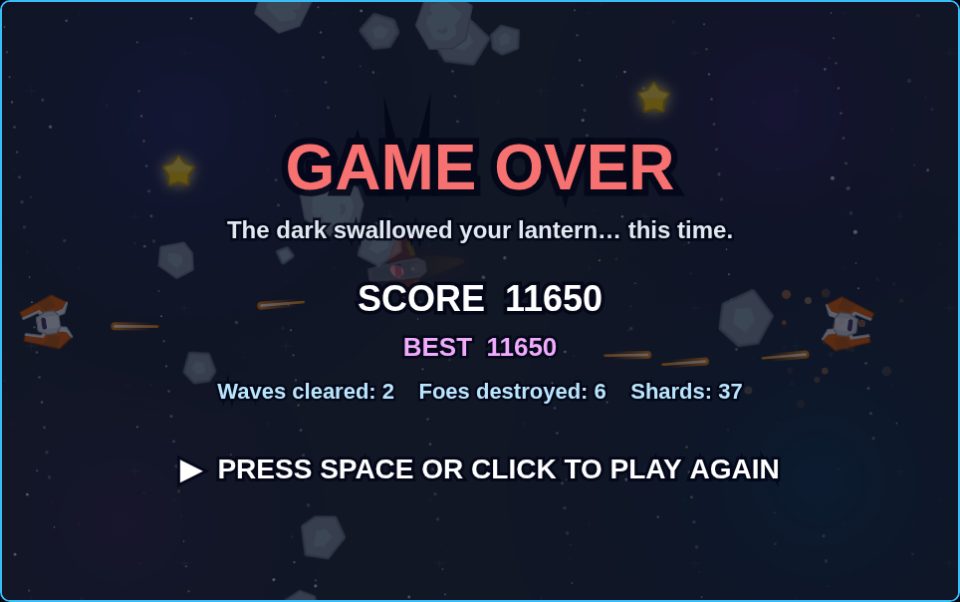 GAME OVER
The dark swallowed your lantern… this time.
SCORE 11650
BEST 11650
Waves cleared: 2 Foes destroyed: 6 Shards: 37
▶ PRESS SPACE OR CLICK TO PLAY AGAIN